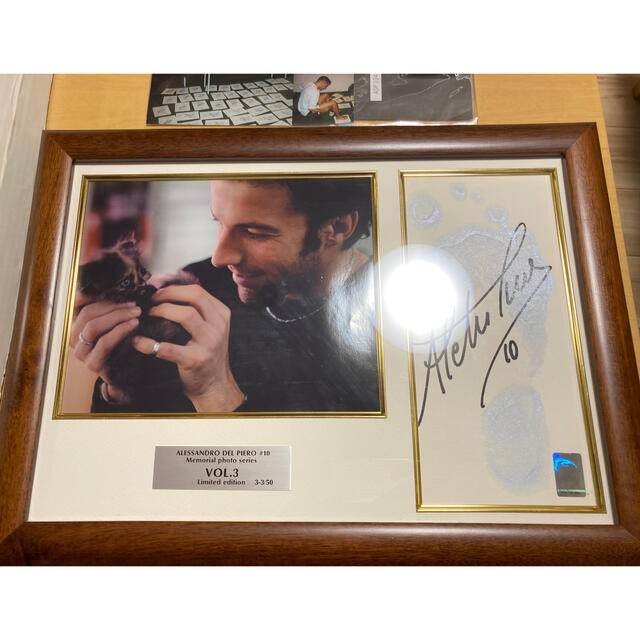 ALESSANDRO DEL PIERO #10
Memorial photo series
VOL.3
Limited edition 3-3/50
10